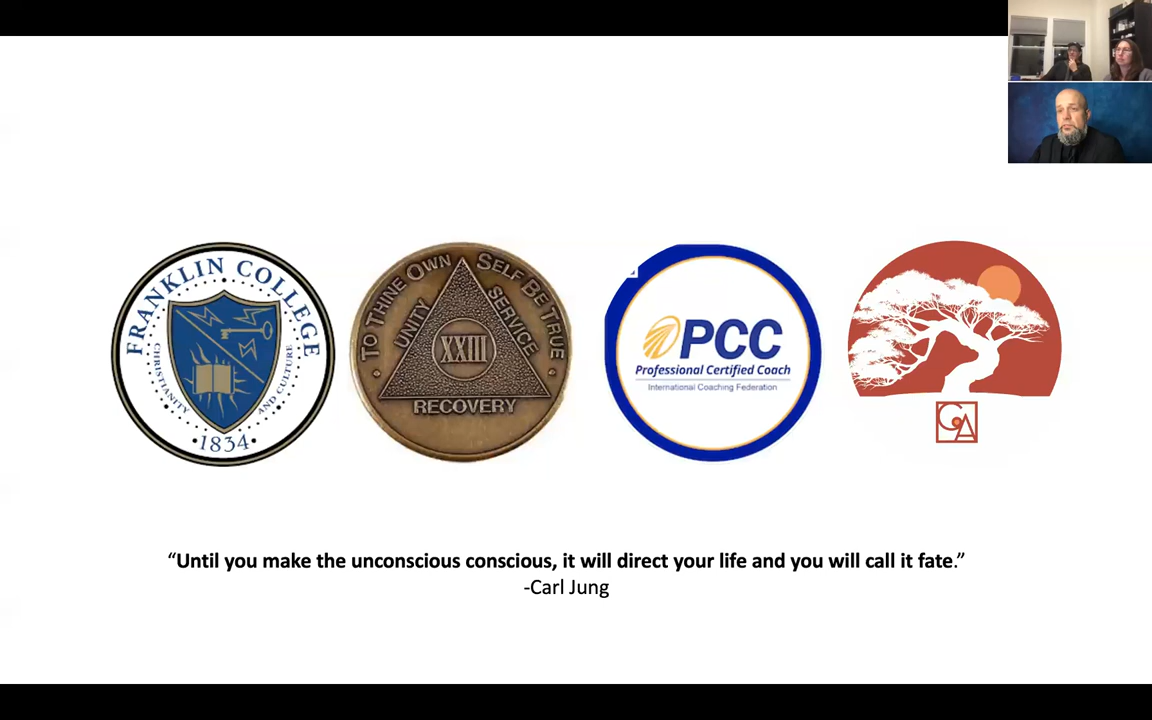 FRANKLIN COLLEGE
CHRISTIANITY
AND CULTURE
1834
TO THINE OWN SELF BE TRUE
UNITY
SERVICE
XXIII
RECOVERY
PCC
Professional Certified Coach
International Coaching Federation
CA
“Until you make the unconscious conscious, it will direct your life and you will call it fate.”
-Carl Jung